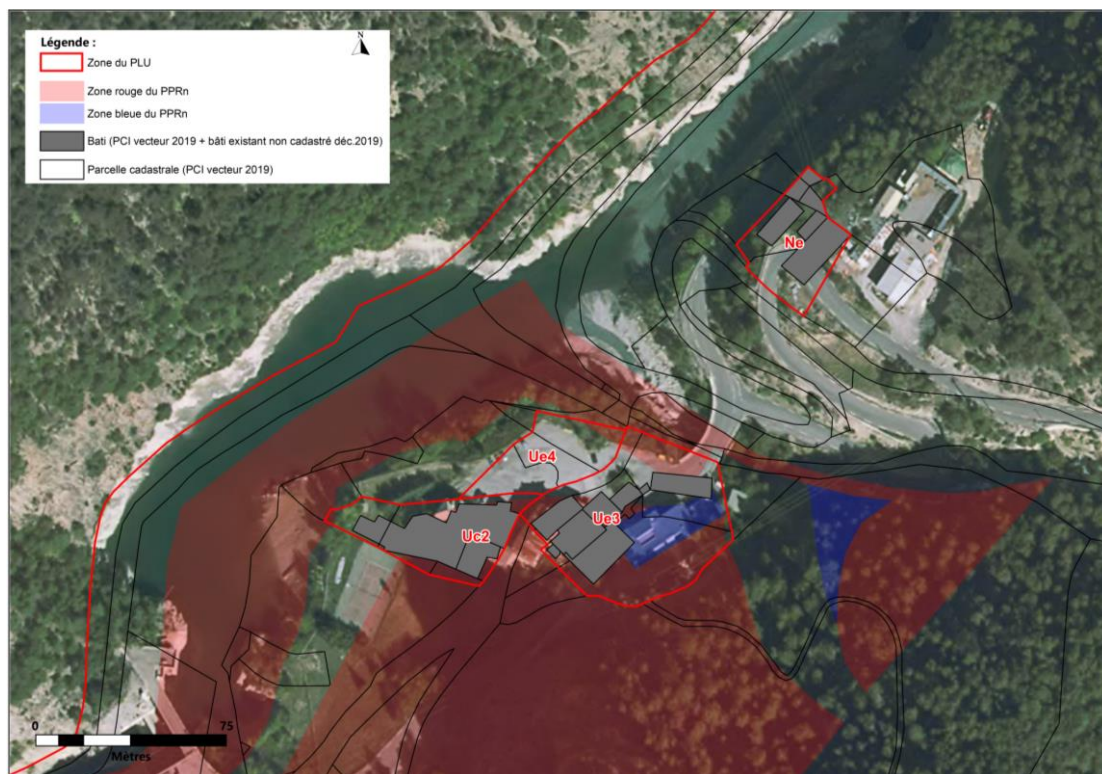 Légende :
N
Zone du PLU
Zone rouge du PPRn
Zone bleue du PPRn
Bati (PCI vecteur 2019 + bâti existant non cadastré déc.2019)
Parcelle cadastrale (PCI vecteur 2019)
Ne
Ue4
Ue3
Uc2
0 75
Mètres